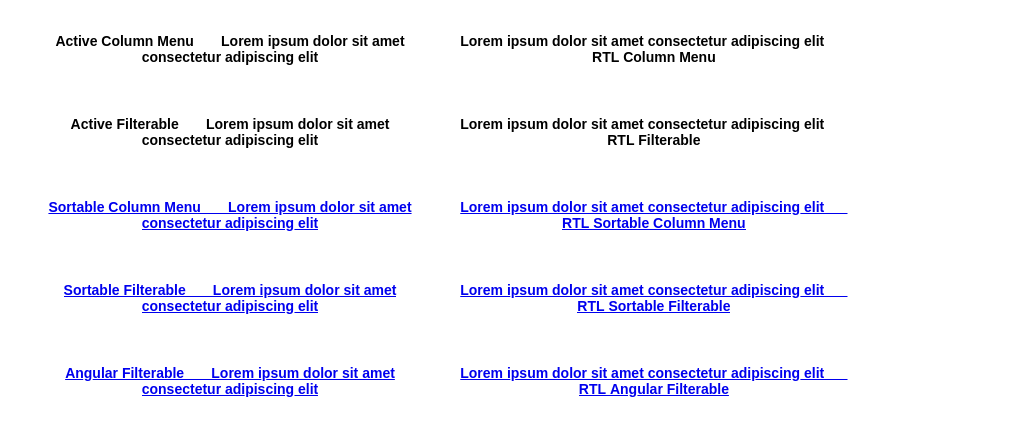 Active Column Menu Lorem ipsum dolor sit amet
consectetur adipiscing elit
Lorem ipsum dolor sit amet consectetur adipiscing elit
RTL Column Menu
Active Filterable Lorem ipsum dolor sit amet
consectetur adipiscing elit
Lorem ipsum dolor sit amet consectetur adipiscing elit
RTL Filterable
Sortable Column Menu Lorem ipsum dolor sit amet
consectetur adipiscing elit
Lorem ipsum dolor sit amet consectetur adipiscing elit
RTL Sortable Column Menu
Sortable Filterable Lorem ipsum dolor sit amet
consectetur adipiscing elit
Lorem ipsum dolor sit amet consectetur adipiscing elit
RTL Sortable Filterable
Angular Filterable Lorem ipsum dolor sit amet
consectetur adipiscing elit
Lorem ipsum dolor sit amet consectetur adipiscing elit
RTL Angular Filterable